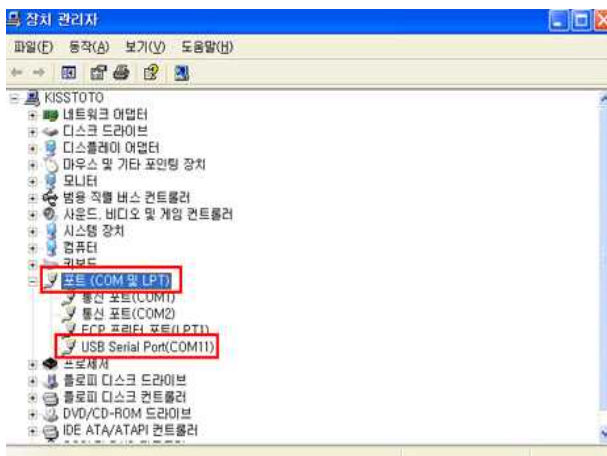 장치 관리자
파일(F) 동작(A) 보기(V) 도움말(H)
KISSTOTO
네트워크 어댑터
디스크 드라이브
디스플레이 어댑터
마우스 및 기타 포인팅 장치
모니터
범용 직렬 버스 컨트롤러
사운드, 비디오 및 게임 컨트롤러
시스템 장치
컴퓨터
키보드
포트 (COM 및 LPT)
통신 포트(COM1)
통신 포트(COM2)
ECP 프린터 포트(LPT1)
USB Serial Port(COM11)
프로세서
플로피 디스크 드라이브
플로피 디스크 컨트롤러
DVD/CD-ROM 드라이브
IDE ATA/ATAPI 컨트롤러